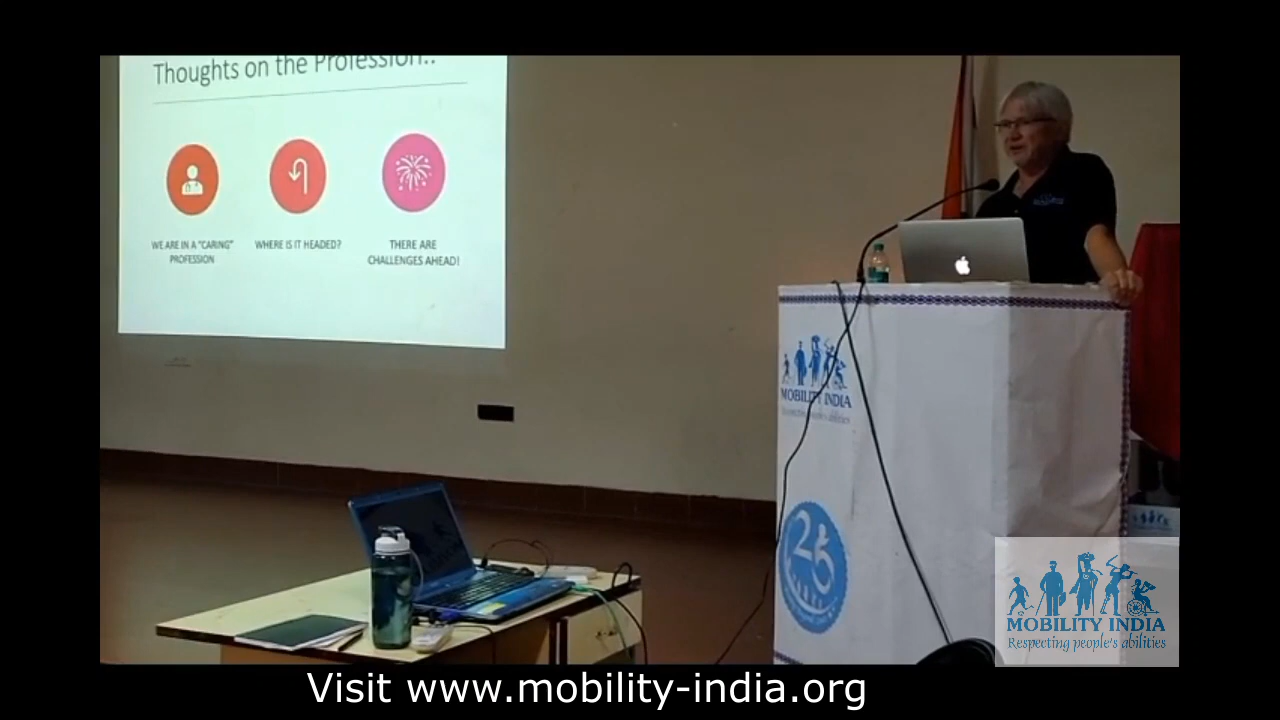 Thoughts on the Profession..
WE ARE IN A "CARING"
PROFESSION
WHERE IS IT HEADED?
THERE ARE
CHALLENGES AHEAD!
MOBILITY INDIA
25
MOBILITY INDIA
Respecting people's abilities
Visit www.mobility-india.org